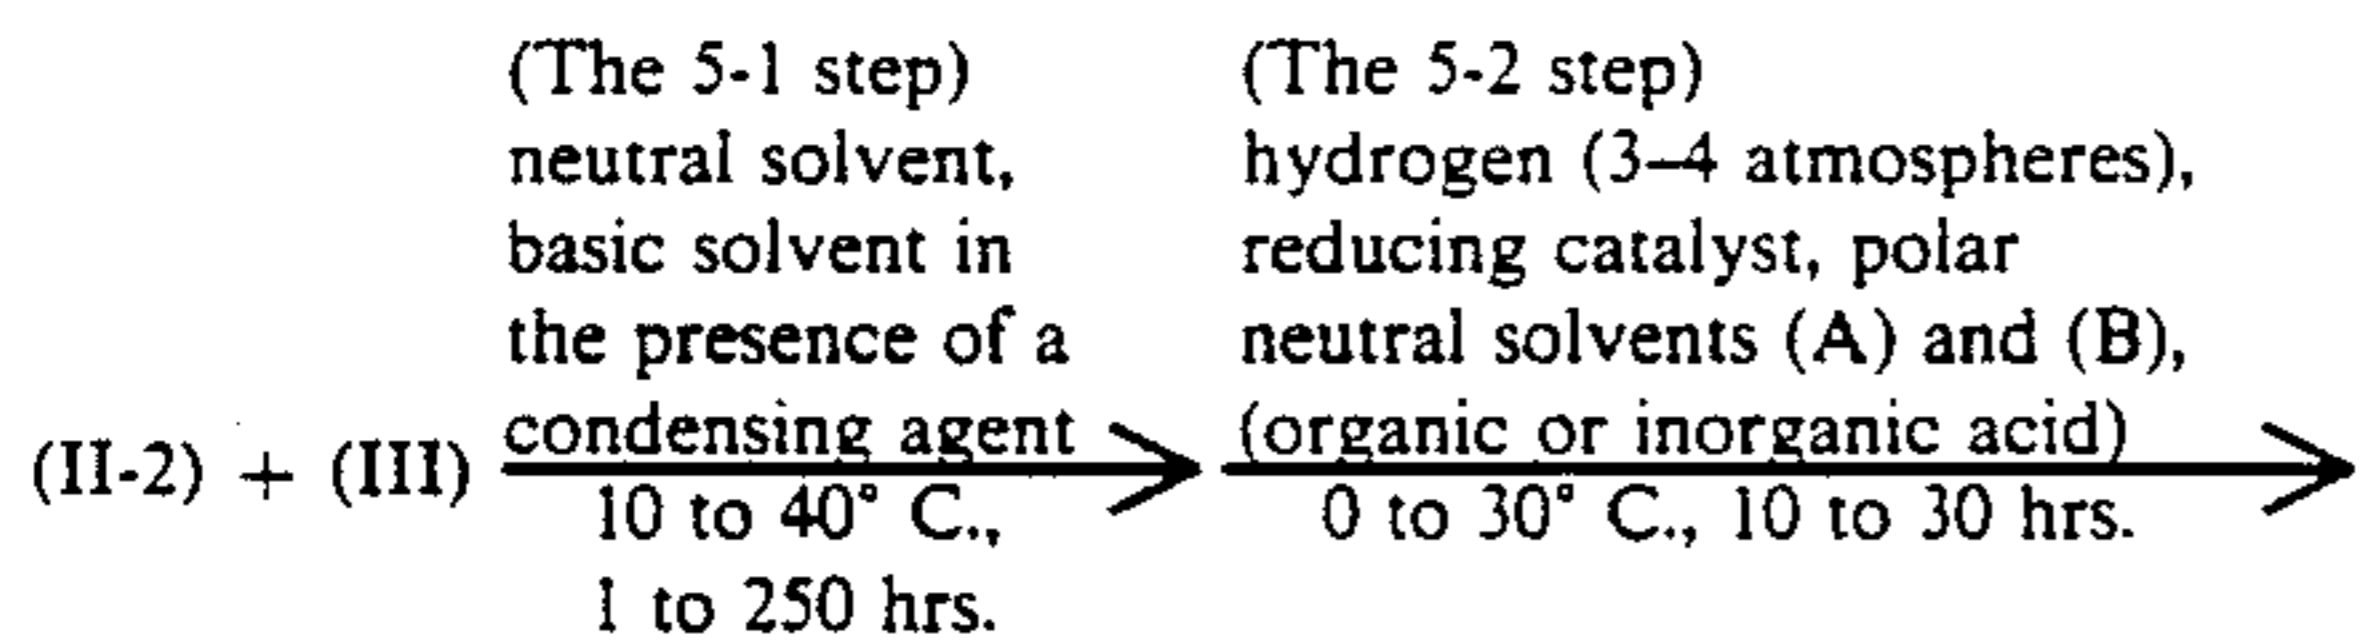 (The 5-1 step)
neutral solvent,
basic solvent in
the presence of a
condensing agent
10 to 40° C.,
1 to 250 hrs.
(The 5-2 step)
hydrogen (3–4 atmospheres),
reducing catalyst, polar
neutral solvents (A) and (B),
(organic or inorganic acid)
0 to 30° C., 10 to 30 hrs.
(II-2) + (III)